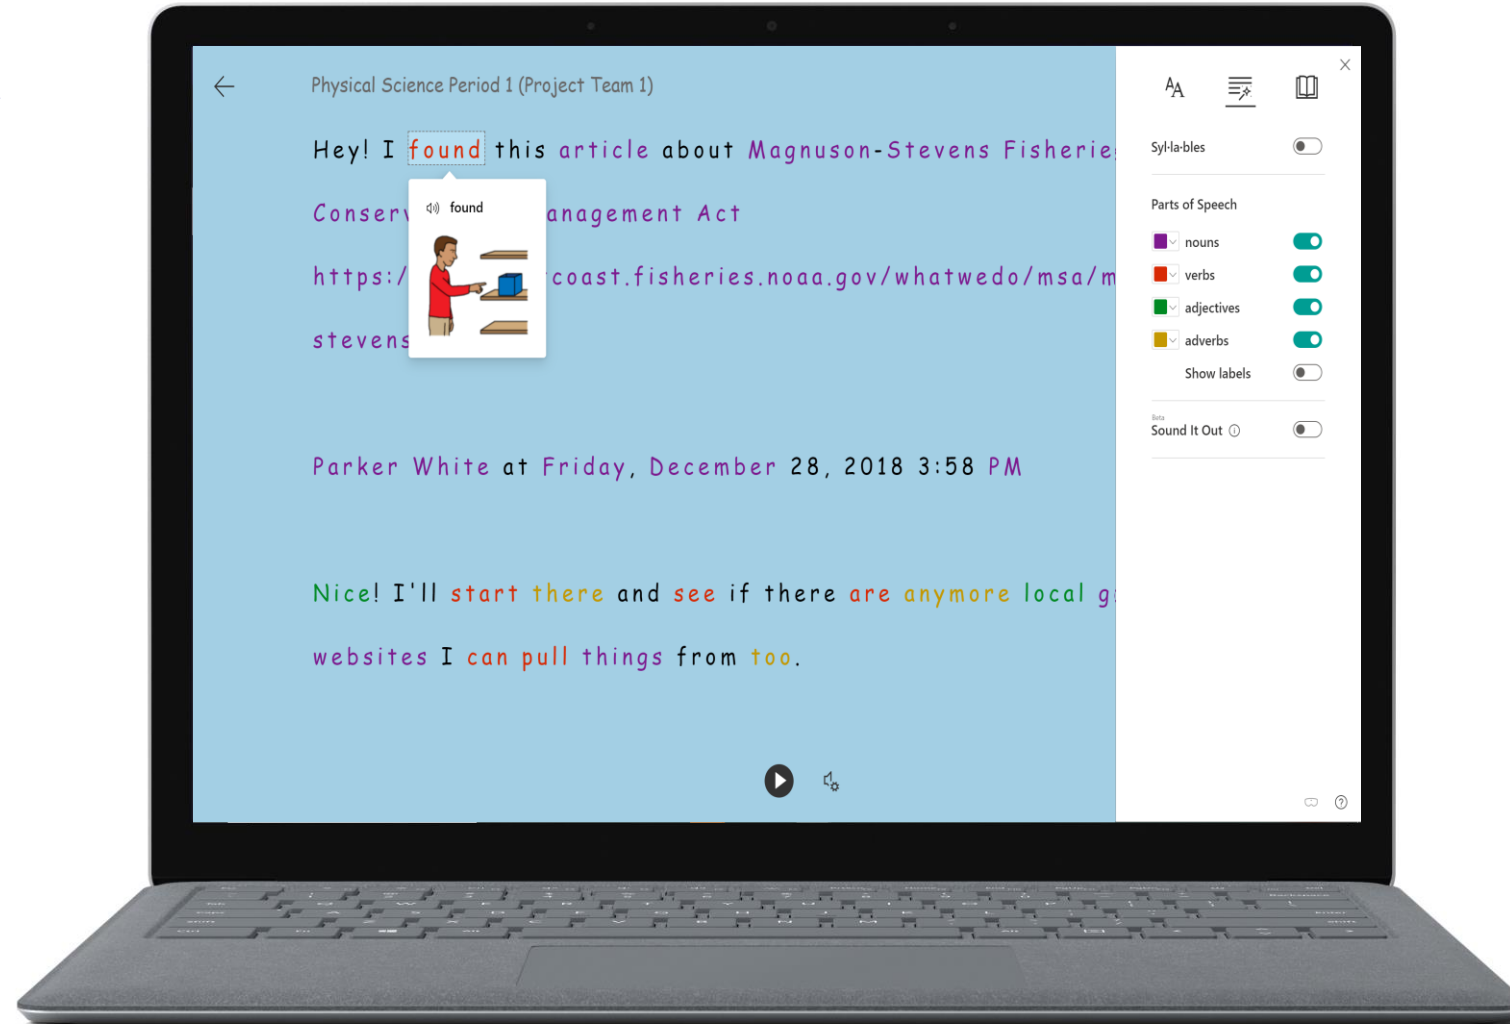 Physical Science Period 1 (Project Team 1)
Hey! I found this article about Magnuson-Stevens Fisherie
found
Conserv anagement Act
https:/ coast.fisheries.noaa.gov/whatwedo/msa/m
stevens
Parker White at Friday, December 28, 2018 3:58 PM
Nice! I'll start there and see if there are anymore local g
websites I can pull things from too.
AA
Syl·la·bles
Parts of Speech
nouns
verbs
adjectives
adverbs
Show labels
Beta
Sound It Out